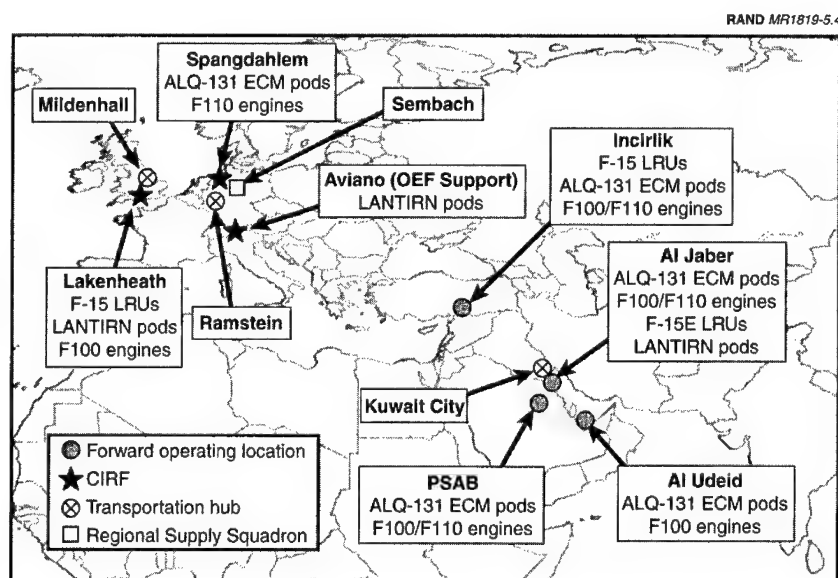 RAND MR1819-5.4
Spangdahlem
ALQ-131 ECM pods
F110 engines
Mildenhall
Sembach
Incirlik
F-15 LRUs
ALQ-131 ECM pods
F100/F110 engines
Aviano (OEF Support)
LANTIRN pods
Al Jaber
ALQ-131 ECM pods
F100/F110 engines
F-15E LRUs
LANTIRN pods
Lakenheath
F-15 LRUs
LANTIRN pods
F100 engines
Ramstein
Kuwait City
Forward operating location
CIRF
Transportation hub
Regional Supply Squadron
PSAB
ALQ-131 ECM pods
F100/F110 engines
Al Udeid
ALQ-131 ECM pods
F100 engines